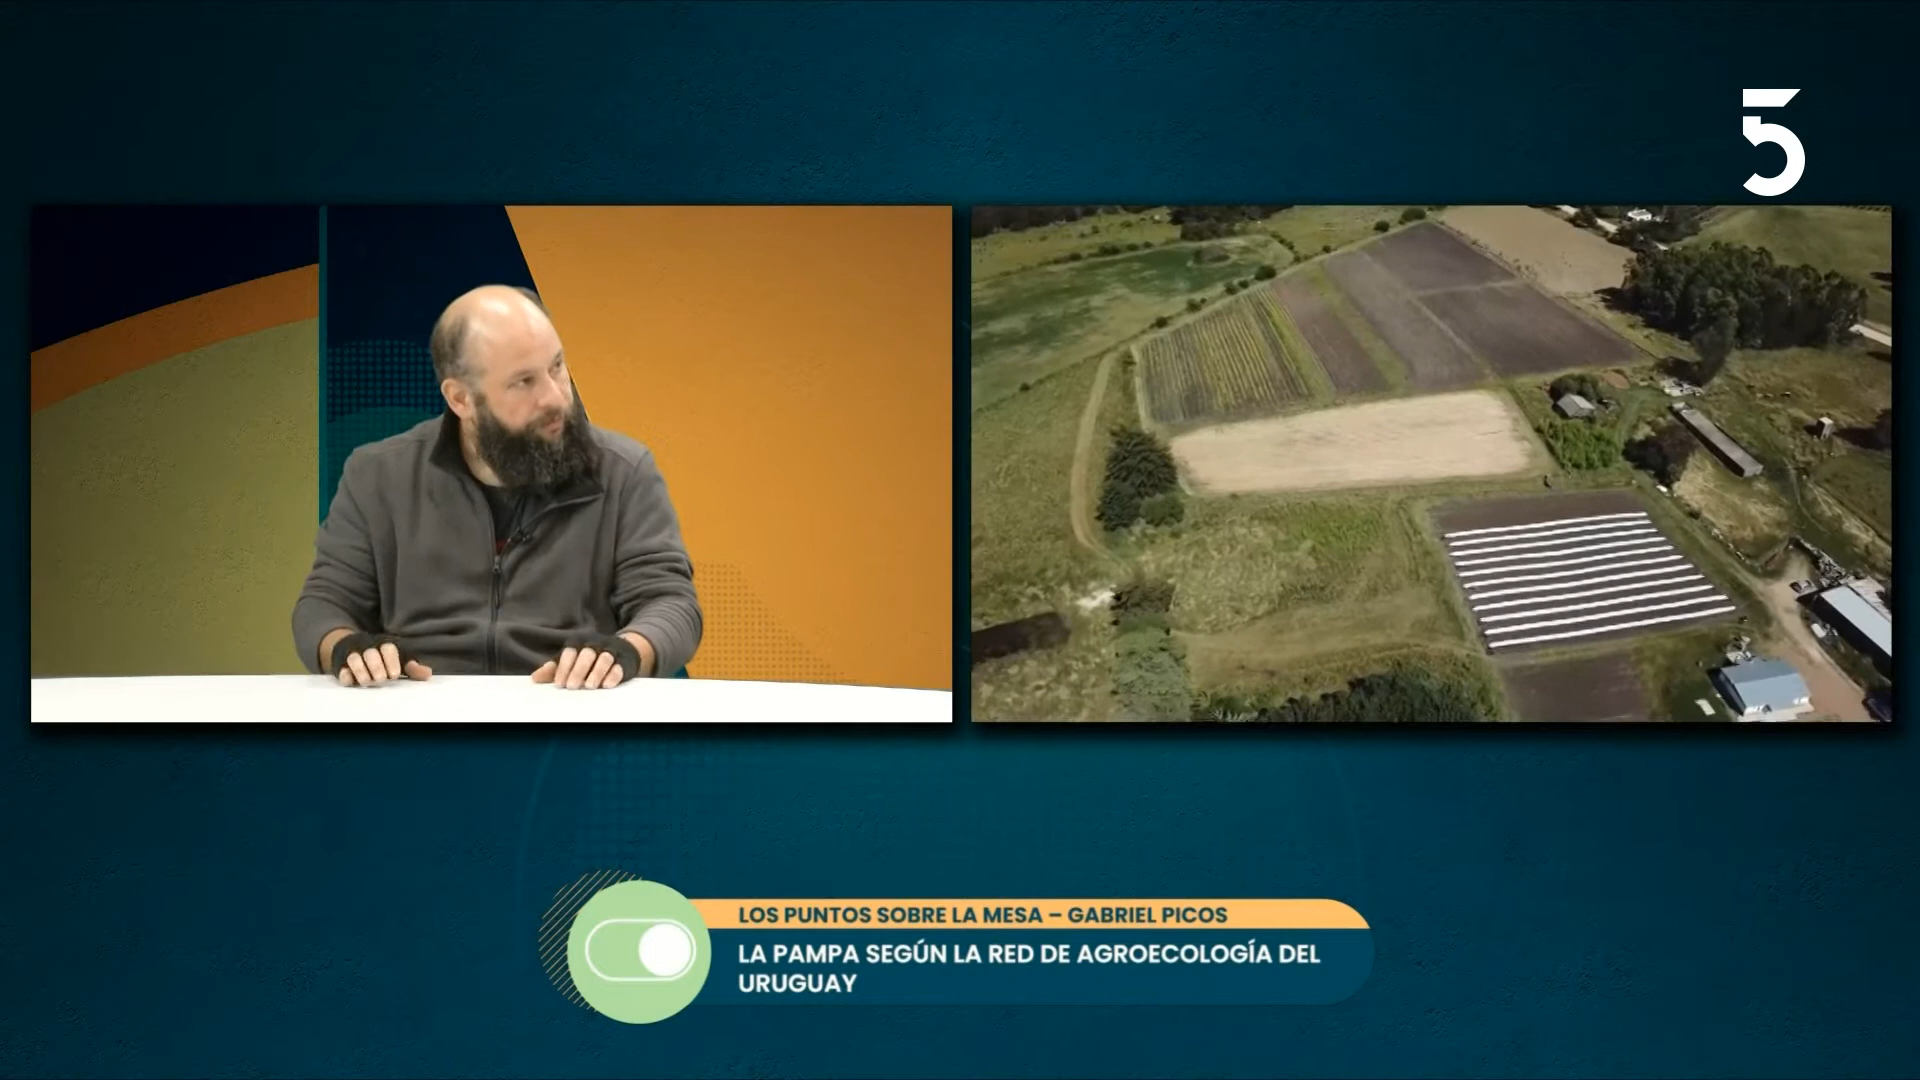 5
LOS PUNTOS SOBRE LA MESA – GABRIEL PICOS
LA PAMPA SEGÚN LA RED DE AGROECOLOGÍA DEL
URUGUAY